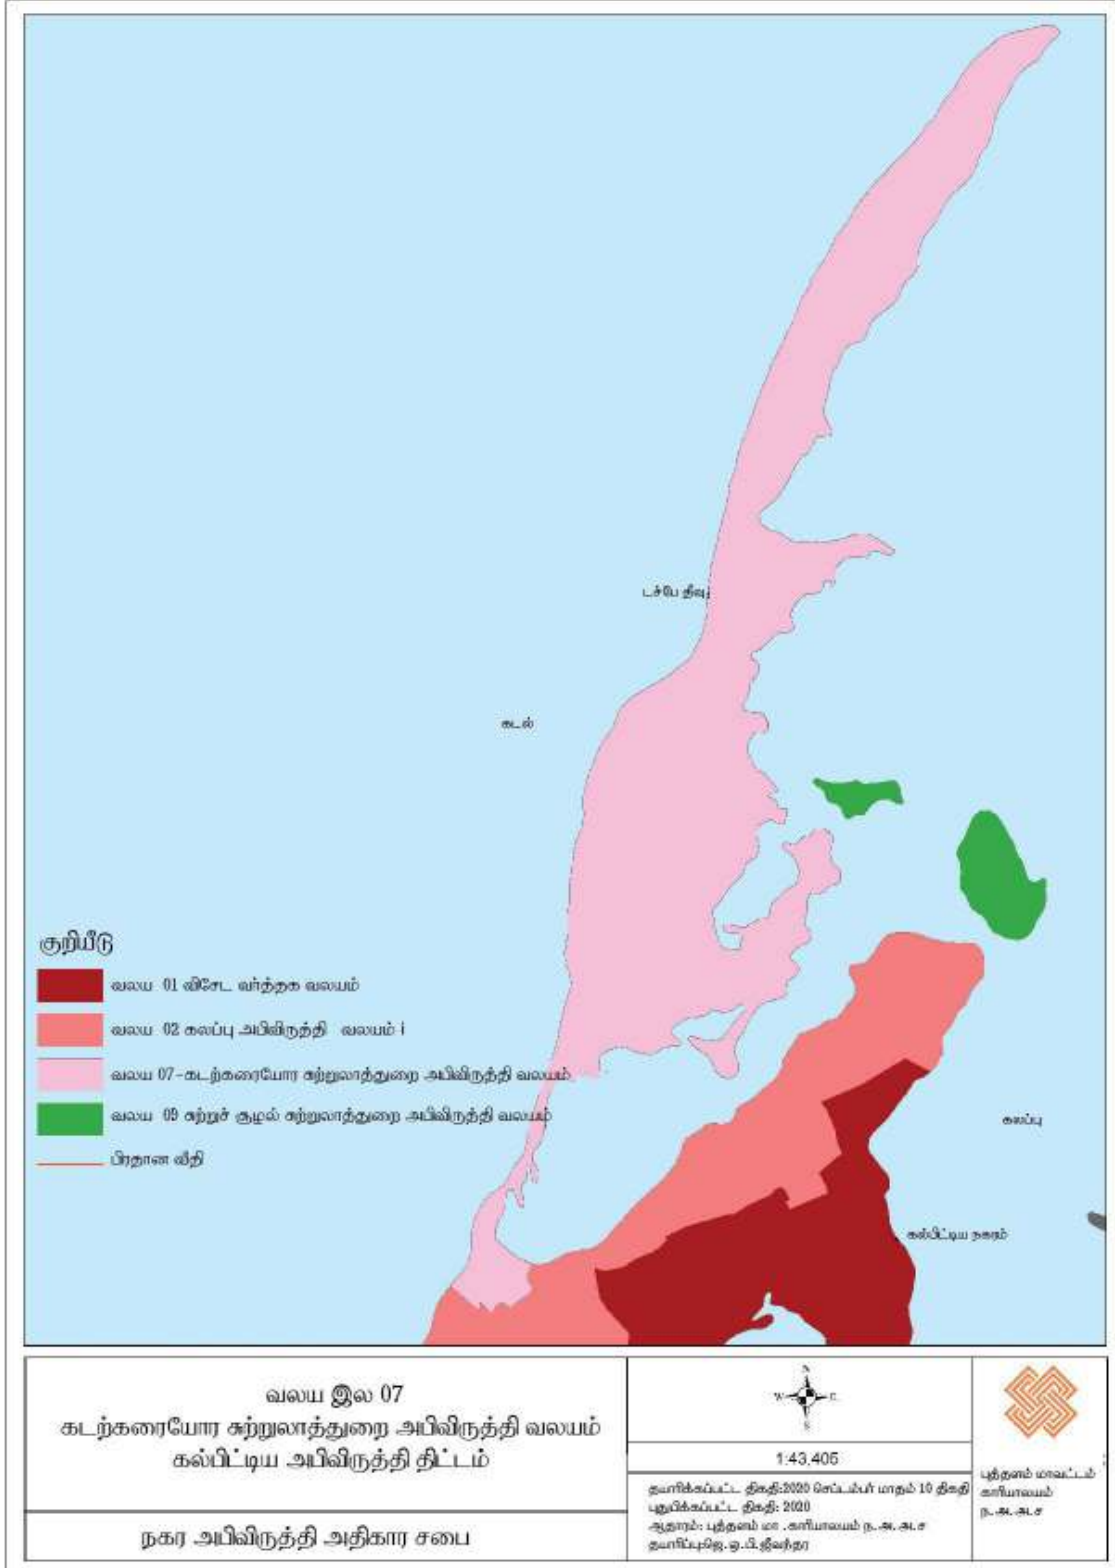 டச்பே தீவு
கடல்
குறியீடு
வலய 01 விசேட வர்த்தக வலயம்
வலய 02 கலப்பு அபிவிருத்தி வலயம் i
வலய 07-கடற்கரையோர சுற்றுலாத்துறை அபிவிருத்தி வலயம்
வலய 09 சுற்றுச் சூழல் சுற்றுலாத்துறை அபிவிருத்தி வலயம்
பிரதான வீதி
களப்பு
கல்பிட்டிய நகரம்
வலய இல 07
கடற்கரையோர சுற்றுலாத்துறை அபிவிருத்தி வலயம்
கல்பிட்டிய அபிவிருத்தி திட்டம்
நகர அபிவிருத்தி அதிகார சபை
N
W E
S
1:43,405
தயாரிக்கப்பட்ட திகதி:2020 செப்டம்பர் மாதம் 10 திகதி
புதுபிக்கப்பட்ட திகதி: 2020
ஆதாரம்: புத்தளம் மா .காரியாலயம் ந.அ.அ.ச
தயாரிப்பு:ஜெ.ஓ.பி.ஜீவந்தர
புத்தளம் மாவட்டம்
காரியாலயம்
ந.அ.அ.ச